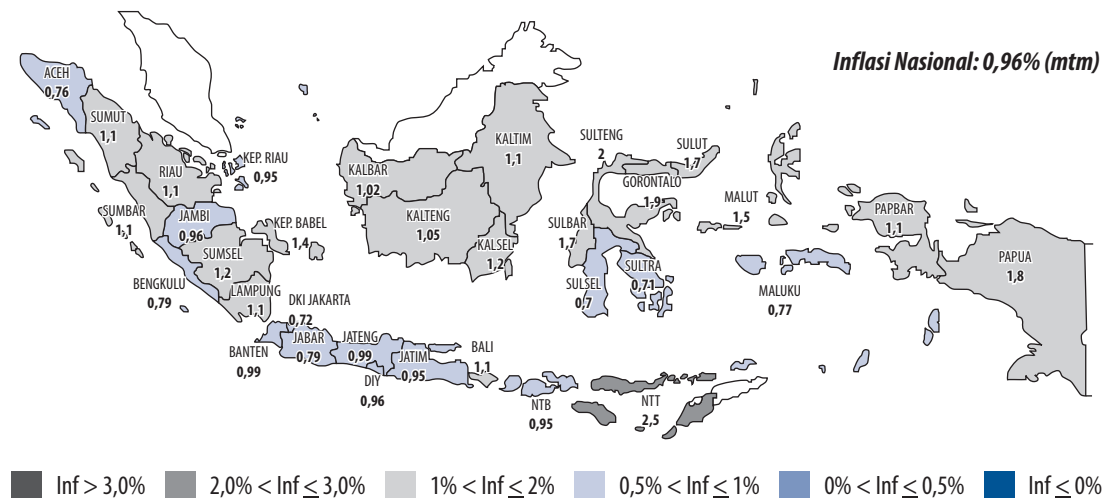 Inflasi Nasional: 0,96% (mtm)
ACEH
0,76
SUMUT
1,1
RIAU
1,1
KEP. RIAU
0,95
SUMBAR
1,1
JAMBI
0,96
KEP. BABEL
1,4
SUMSEL
1,2
BENGKULU
0,79
LAMPUNG
1,1
DKI JAKARTA
0,72
BANTEN
0,99
JABAR
0,79
JATENG
0,99
DIY
0,96
JATIM
0,95
BALI
1,1
NTB
0,95
NTT
2,5
KALBAR
1,02
KALTENG
1,05
KALTIM
1,1
KALSEL
1,2
SULTENG
2
SULUT
1,7
GORONTALO
1,9
SULBAR
1,7
SULSEL
0,7
SULTRA
0,71
MALUT
1,5
MALUKU
0,77
PAPBAR
1,1
PAPUA
1,8
Inf > 3,0%
2,0% < Inf ≤ 3,0%
1% < Inf ≤ 2%
0,5% < Inf ≤ 1%
0% < Inf ≤ 0,5%
Inf ≤ 0%